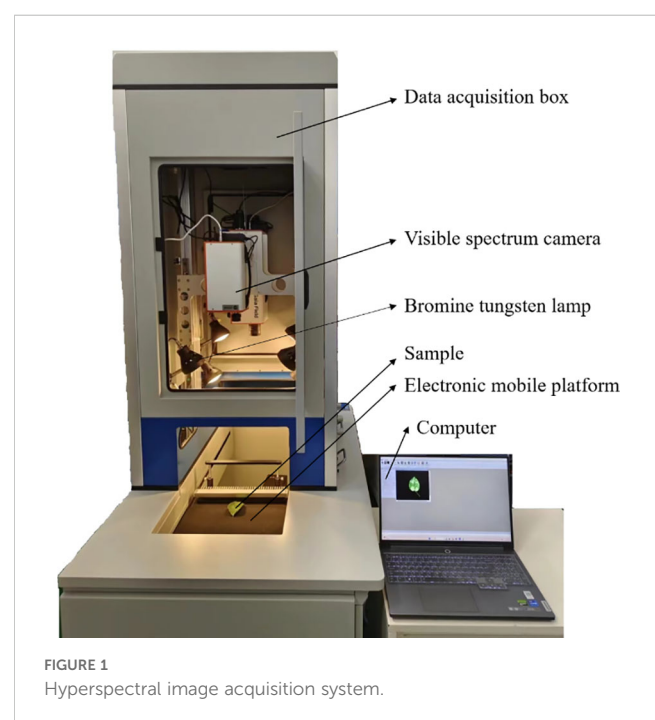 Data acquisition box
Visible spectrum camera
Bromine tungsten lamp
Sample
Electronic mobile platform
Computer
FIGURE 1
Hyperspectral image acquisition system.